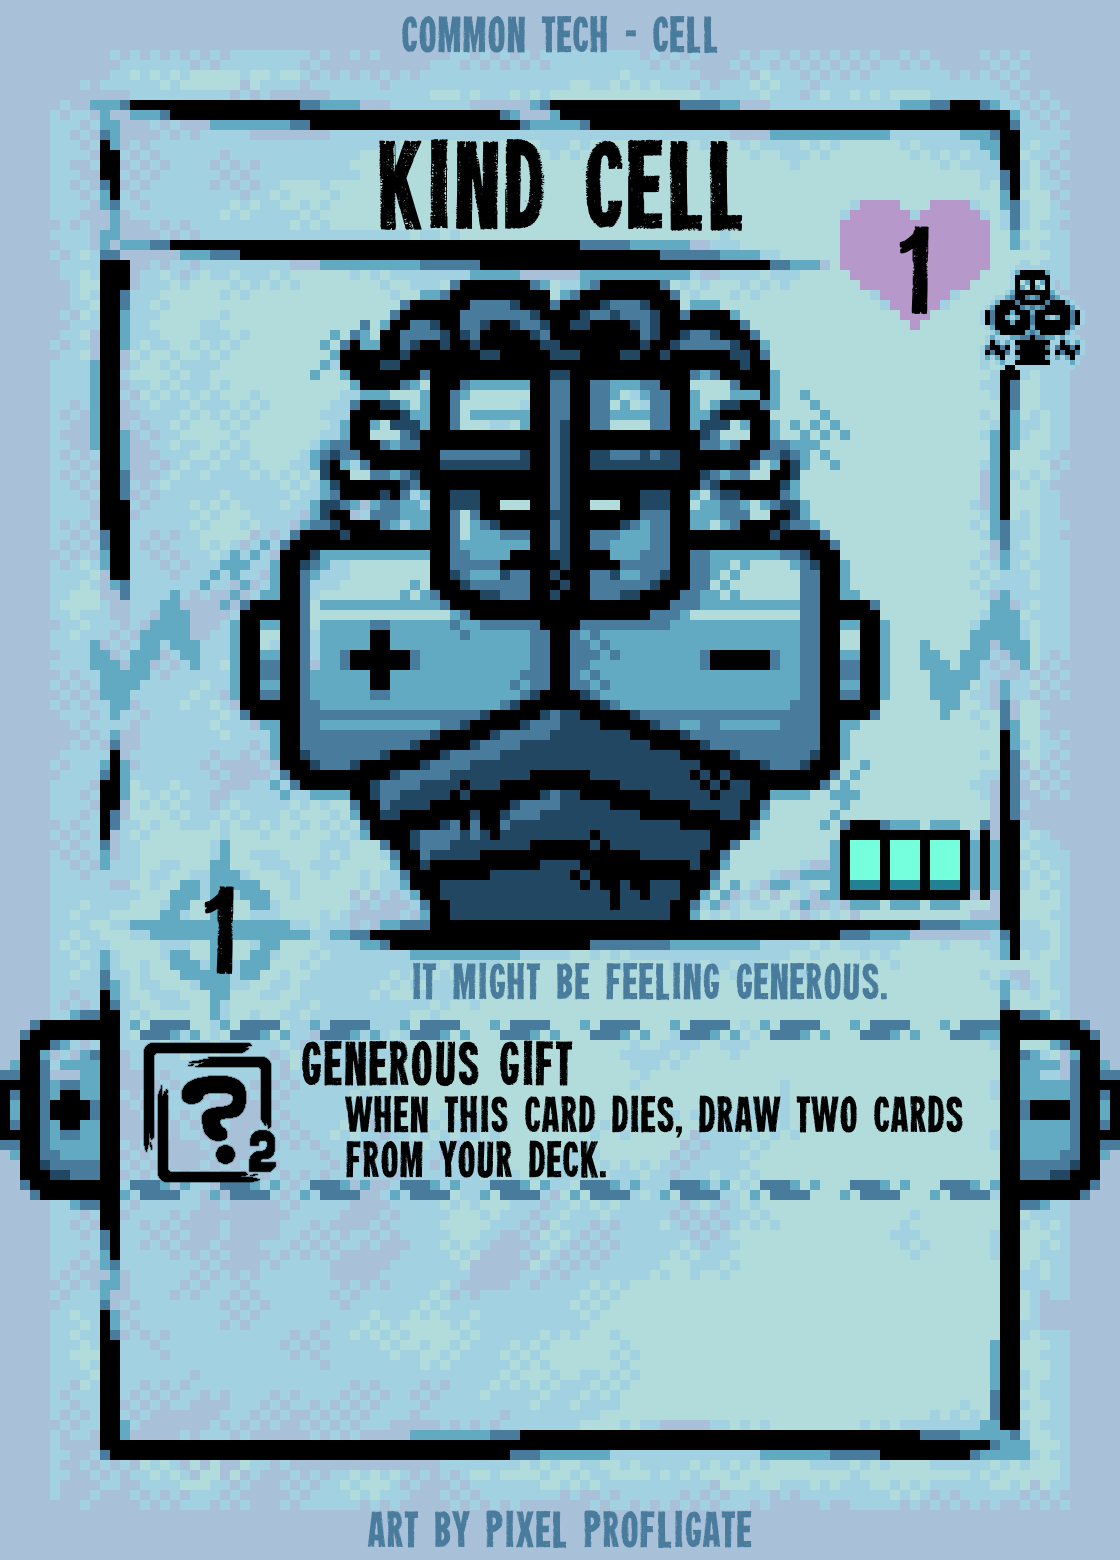 COMMON TECH - CELL
KIND CELL
1
+ -
1
IT MIGHT BE FEELING GENEROUS.
+ -
?2
GENEROUS GIFT
WHEN THIS CARD DIES, DRAW TWO CARDS
FROM YOUR DECK.
ART BY PIXEL PROFLIGATE